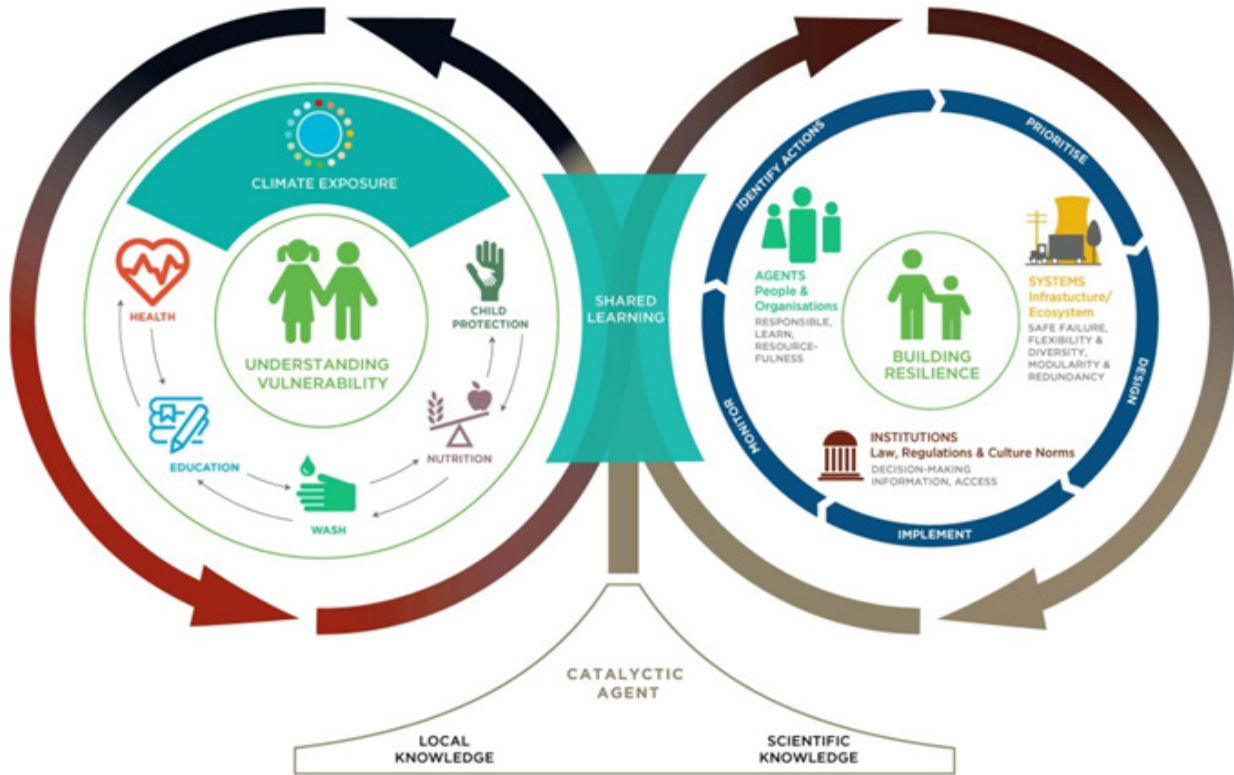 CLIMATE EXPOSURE
HEALTH
CHILD
PROTECTION
UNDERSTANDING
VULNERABILITY
EDUCATION
NUTRITION
WASH
SHARED
LEARNING
IDENTIFY ACTIONS
PRIORITISE
DESIGN
IMPLEMENT
MONITOR
AGENTS
People &
Organisations
RESPONSIBLE,
LEARN,
RESOURCE-
FULNESS
SYSTEMS
Infrastucture/
Ecosystem
SAFE FAILURE,
FLEXIBILITY &
DIVERSITY,
MODULARITY &
REDUNDANCY
BUILDING
RESILIENCE
INSTITUTIONS
Law, Regulations & Culture Norms
DECISION-MAKING
INFORMATION, ACCESS
CATALYCTIC
AGENT
LOCAL
KNOWLEDGE
SCIENTIFIC
KNOWLEDGE